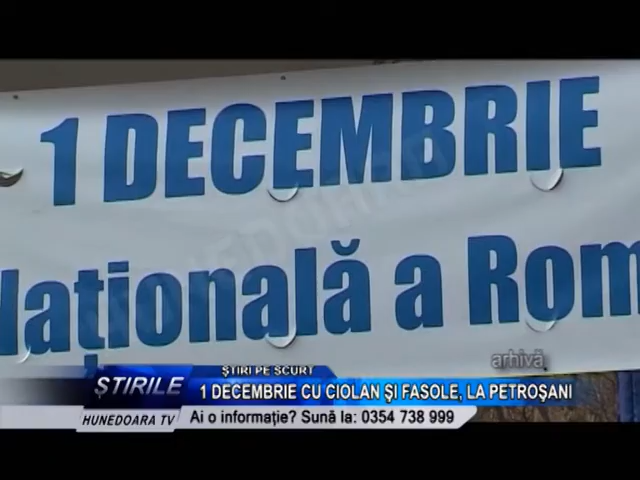 1 DECEMBRIE
Națională a Rom
arhivă
ŞTIRI PE SCURT
ŞTIRILE
1 DECEMBRIE CU CIOLAN ŞI FASOLE, LA PETROŞANI
HUNEDOARA TV
Ai o informaţie? Sună la: 0354 738 999